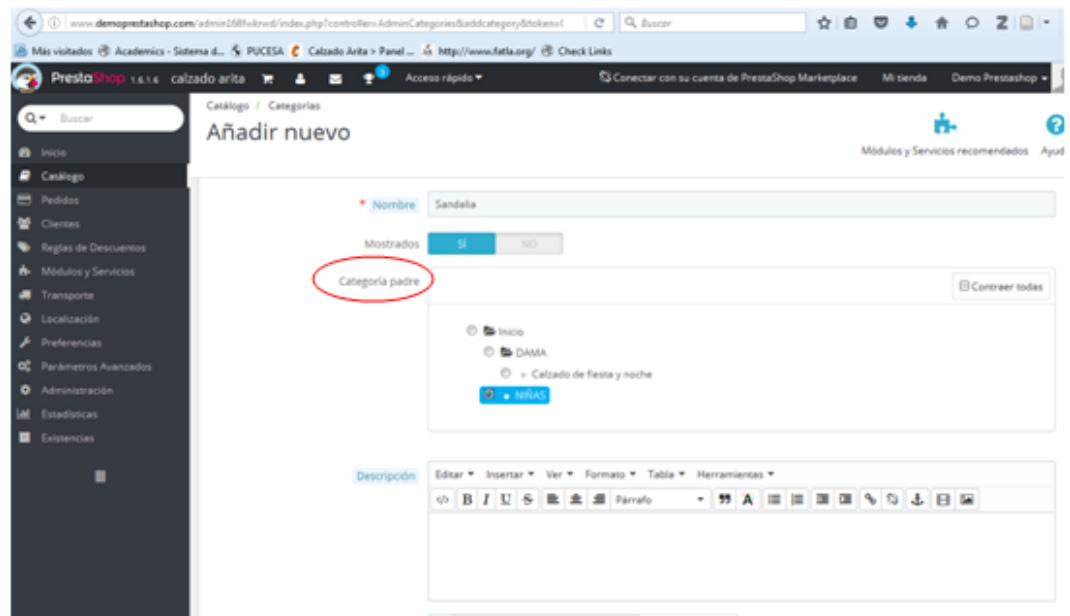 www.demoprestashop.com/admin168fwkrwd/index.php?controller=AdminCategories&addcategory&token=( Buscar
Más visitados Academics - Sistema d... PUCESA Calzado Arita > Panel ... http://www.fatla.org/ Check Links
PrestaShop 1.6.1.6 calzado arita 3 Acceso rápido Conectar con su cuenta de PrestaShop Marketplace Mi tienda Demo Prestashop
Buscar
Catálogo / Categorías
Añadir nuevo
Módulos y Servicios recomendados Ayud
Inicio
Catálogo
Pedidos
Clientes
Reglas de Descuentos
Módulos y Servicios
Transporte
Localización
Preferencias
Parámetros Avanzados
Administración
Estadísticas
Existencias
* Nombre Sandalia
Mostrados SÍ NO
Categoría padre
Contraer todas
Inicio
DAMA
Calzado de fiesta y noche
NIÑAS
Descripción Editar Insertar Ver Formato Tabla Herramientas
B I U S Párrafo A